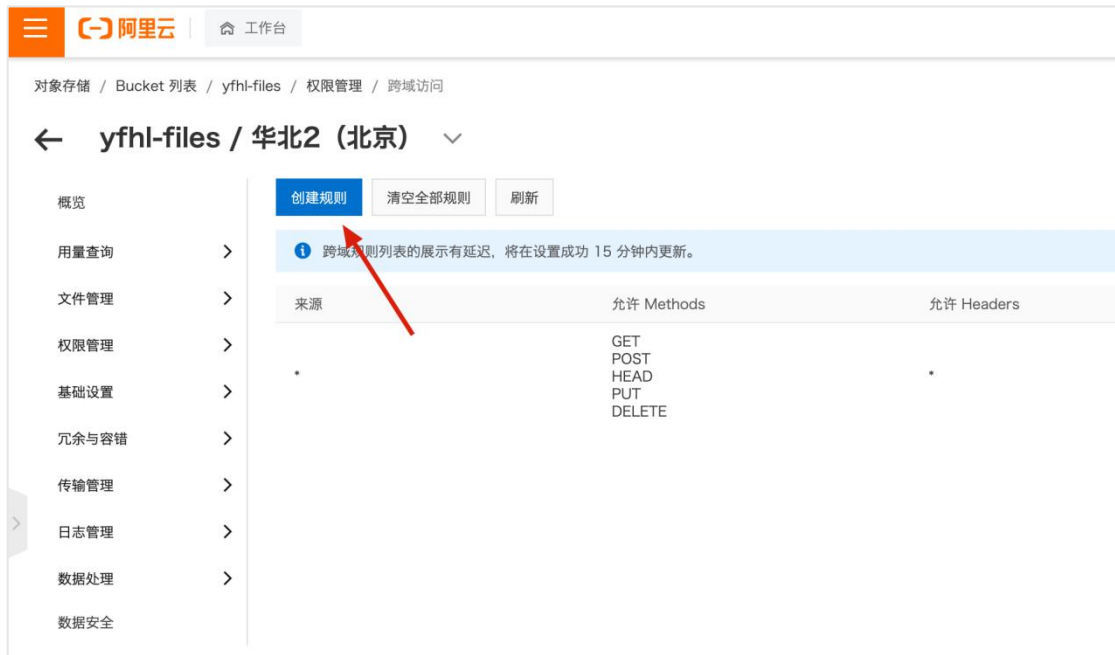 阿里云 工作台
对象存储 / Bucket 列表 / yfhl-files / 权限管理 / 跨域访问
yfhl-files / 华北2（北京）
概览
用量查询
文件管理
权限管理
基础设置
冗余与容错
传输管理
日志管理
数据处理
数据安全
创建规则 清空全部规则 刷新
跨域规则列表的展示有延迟，将在设置成功 15 分钟内更新。
来源 允许 Methods 允许 Headers
GET
POST
* HEAD *
PUT
DELETE